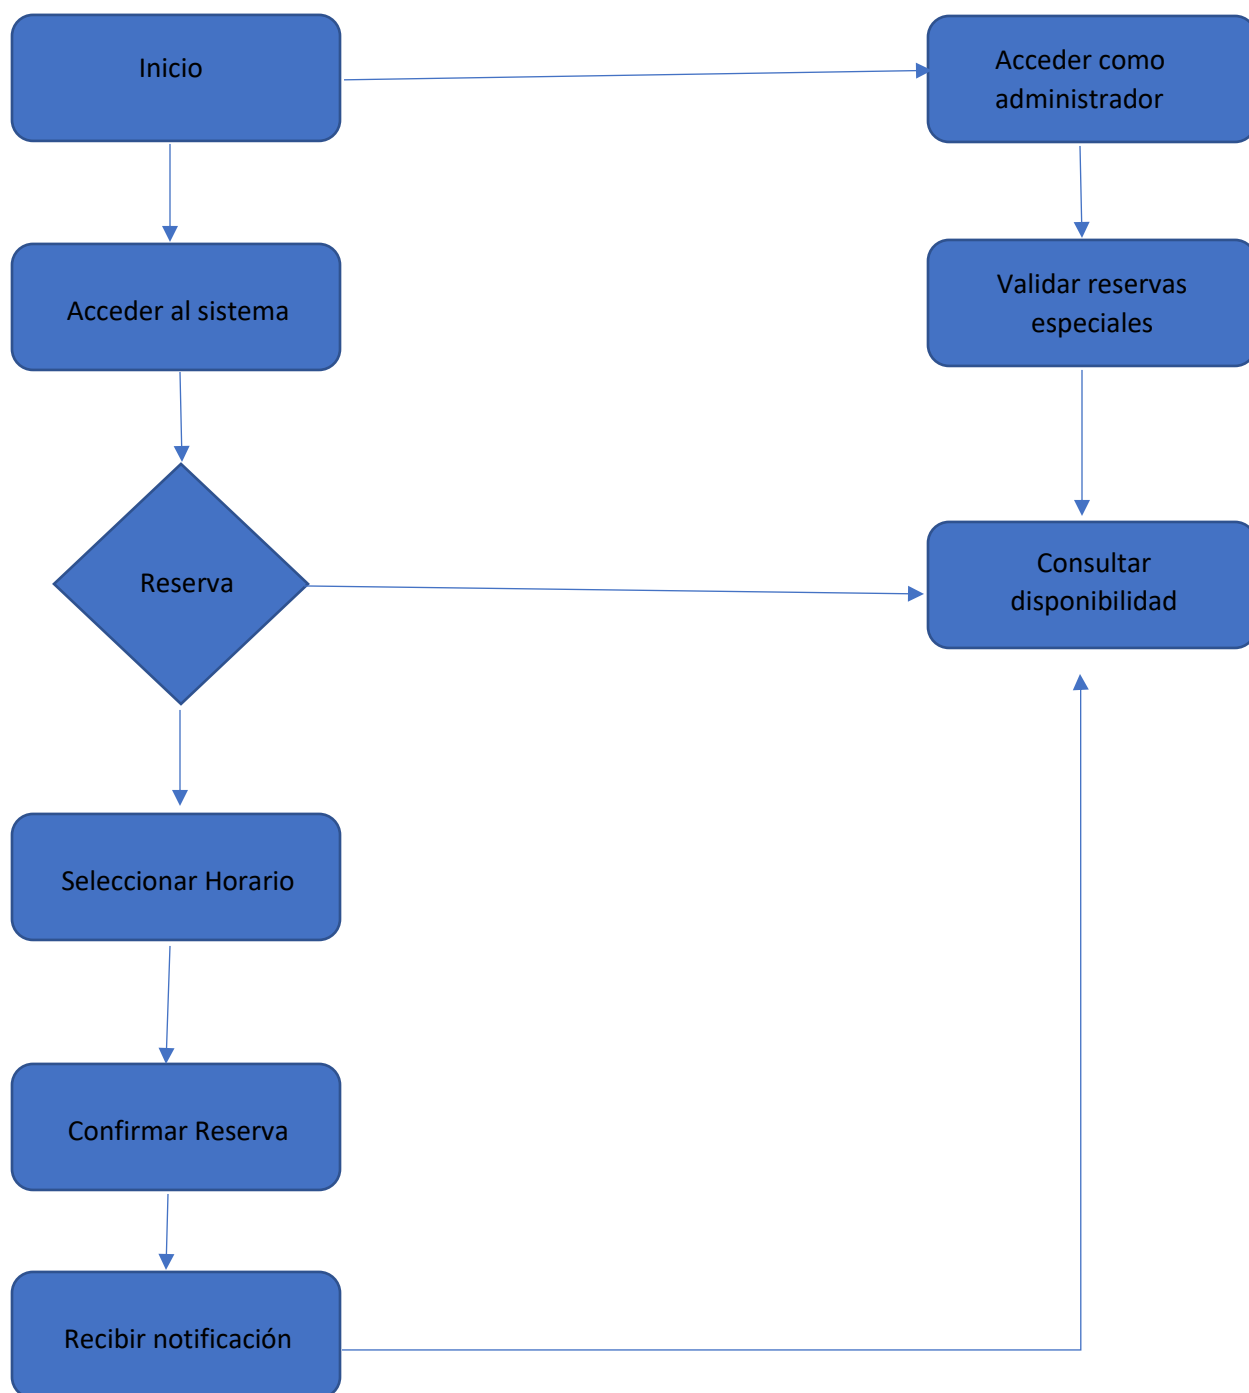 Inicio
Acceder como
administrador
Acceder al sistema
Validar reservas
especiales
Reserva
Consultar
disponibilidad
Seleccionar Horario
Confirmar Reserva
Recibir notificación